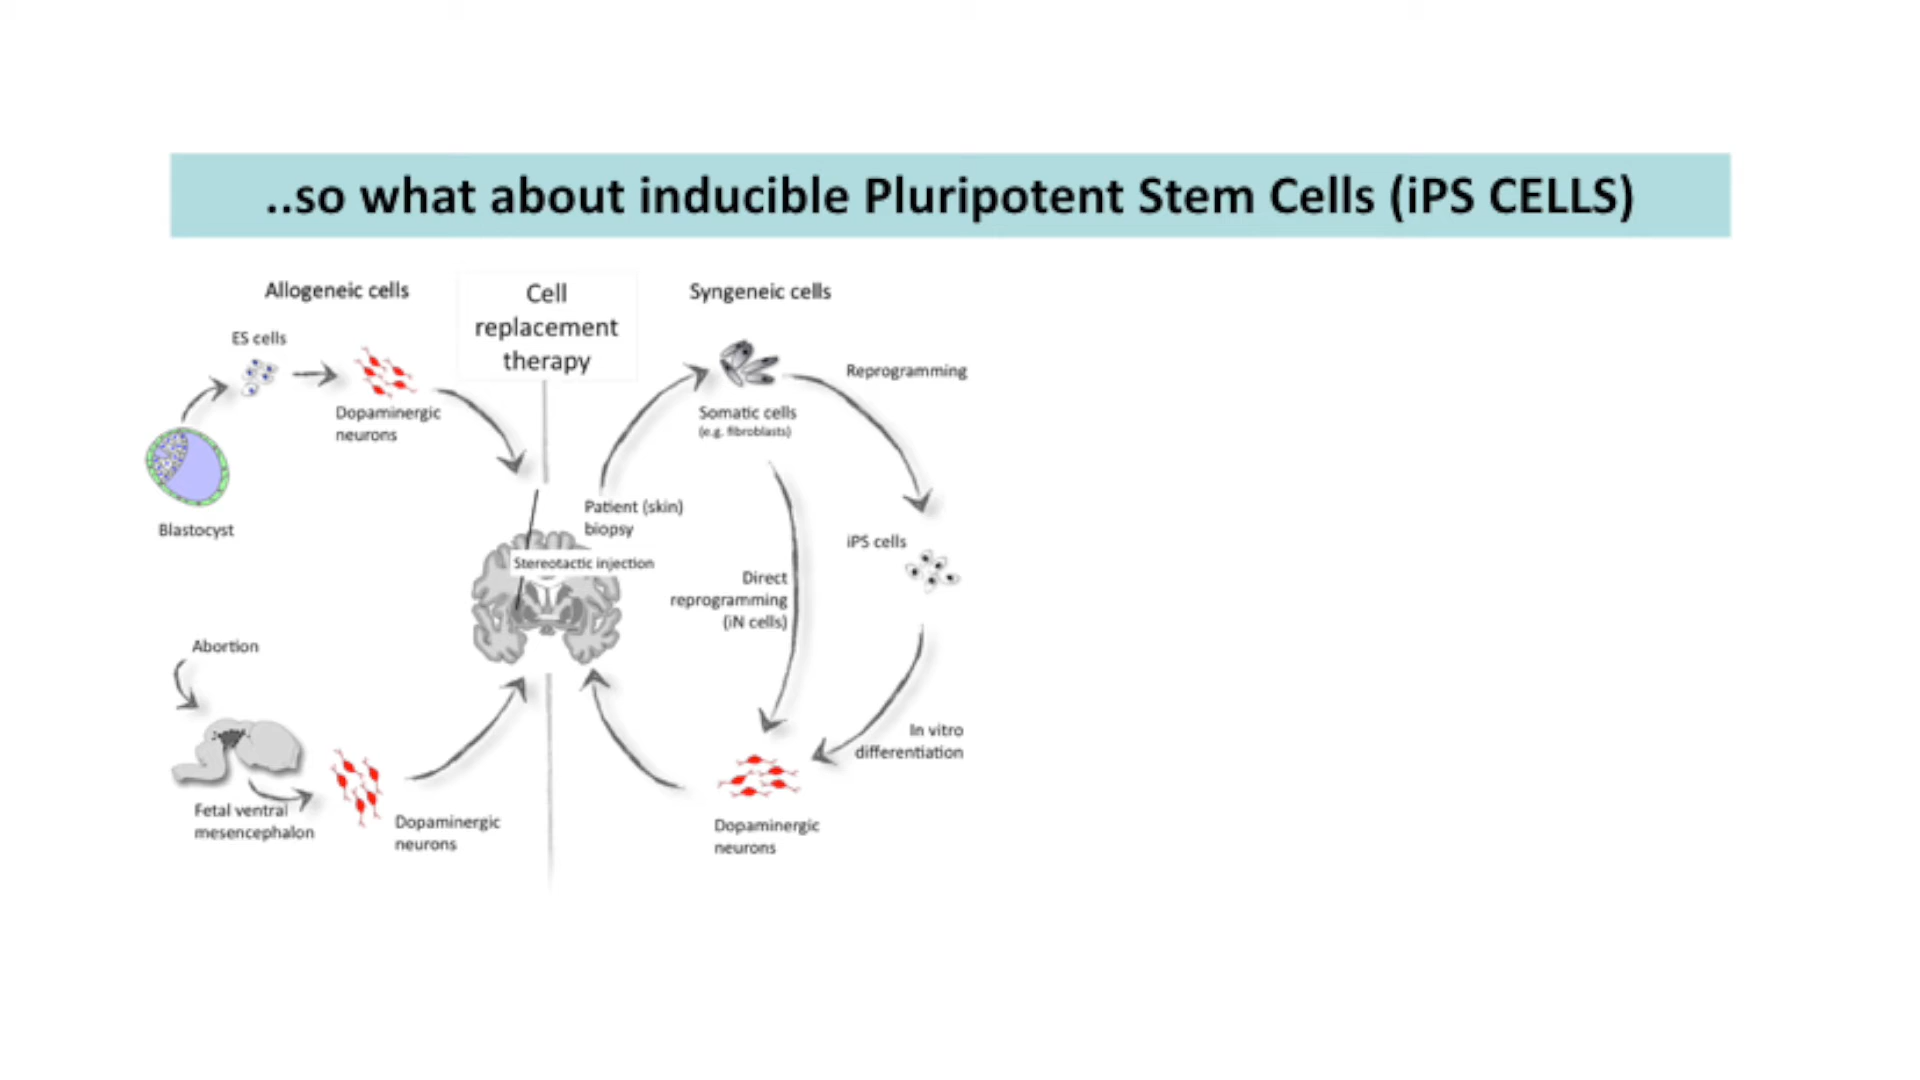 ..so what about inducible Pluripotent Stem Cells (iPS CELLS)
Allogeneic cells
ES cells
Dopaminergic
neurons
Blastocyst
Abortion
Fetal ventral
mesencephalon
Dopaminergic
neurons
Cell
replacement
therapy
Stereotactic injection
Syngeneic cells
Patient (skin)
biopsy
Somatic cells
(e.g. fibroblasts)
Reprogramming
iPS cells
Direct
reprogramming
(iN cells)
In vitro
differentiation
Dopaminergic
neurons